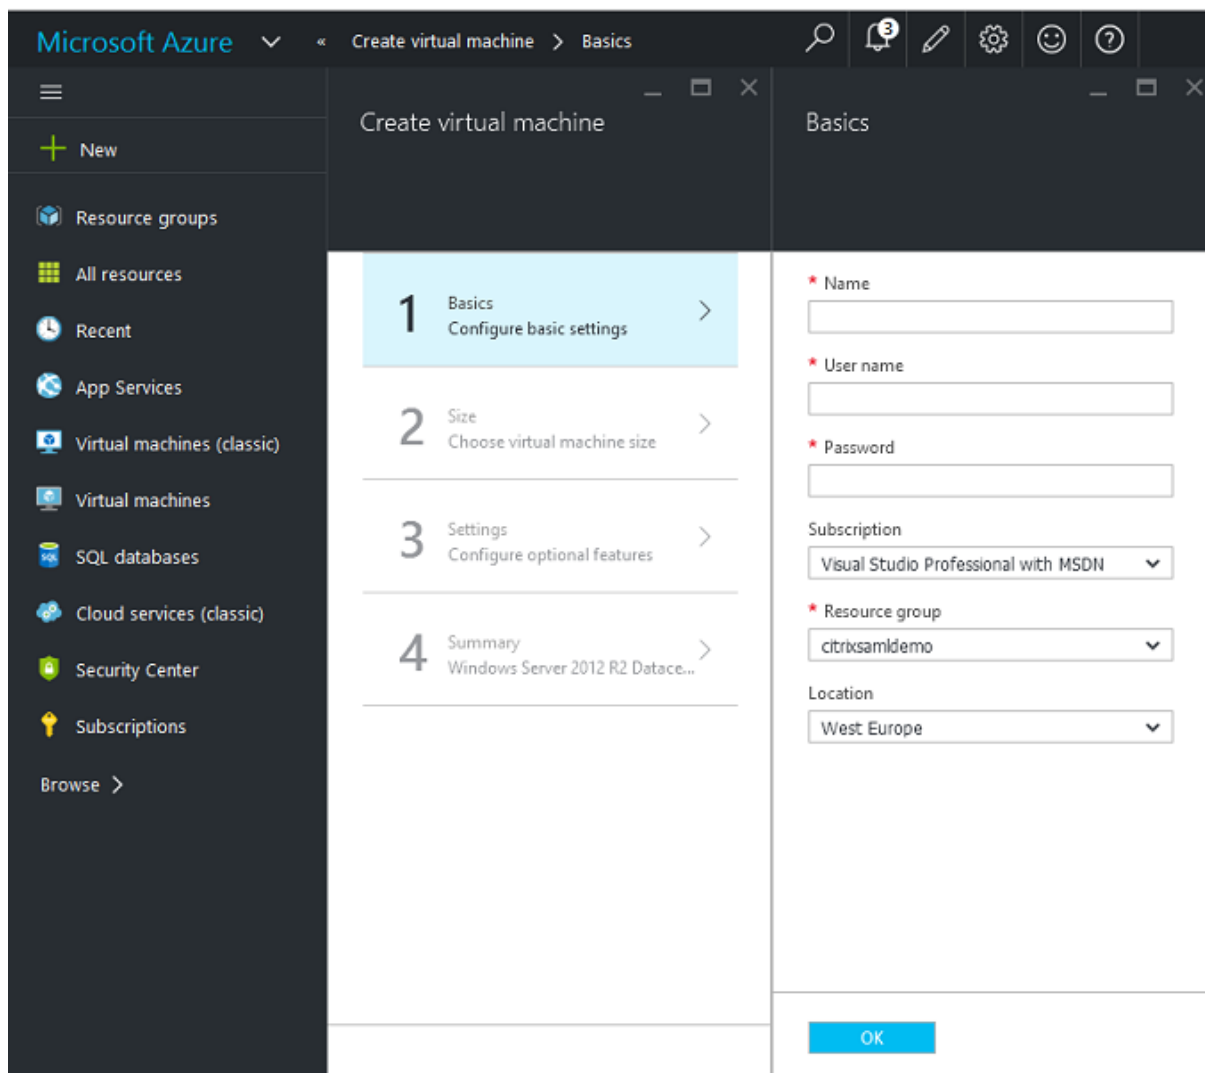 Microsoft Azure
« Create virtual machine > Basics
3
New
Resource groups
All resources
Recent
App Services
Virtual machines (classic)
Virtual machines
SQL databases
Cloud services (classic)
Security Center
Subscriptions
Browse >
Create virtual machine
1
Basics
Configure basic settings
2
Size
Choose virtual machine size
3
Settings
Configure optional features
4
Summary
Windows Server 2012 R2 Datace...
Basics
* Name
* User name
* Password
Subscription
Visual Studio Professional with MSDN
* Resource group
citrixsamldemo
Location
West Europe
OK